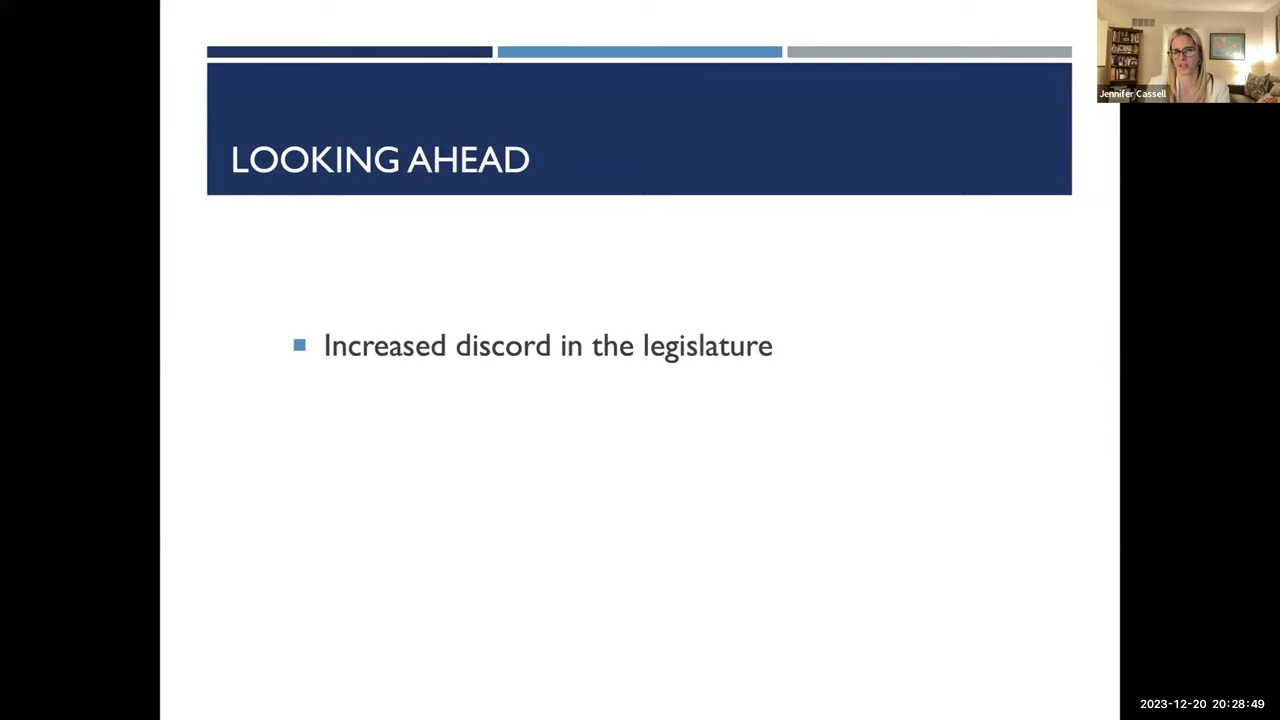 Jennifer Cassell
LOOKING AHEAD
Increased discord in the legislature
2023-12-20 20:28:49